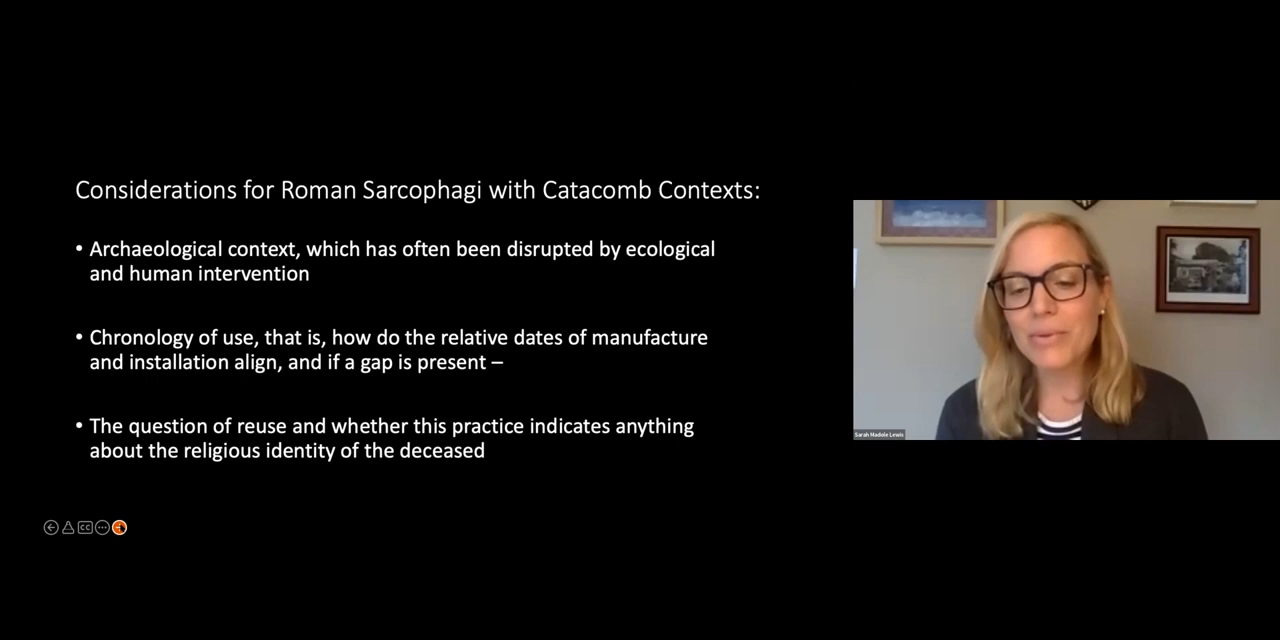 Considerations for Roman Sarcophagi with Catacomb Contexts:
• Archaeological context, which has often been disrupted by ecological
and human intervention
• Chronology of use, that is, how do the relative dates of manufacture
and installation align, and if a gap is present –
• The question of reuse and whether this practice indicates anything
about the religious identity of the deceased
CC
Sarah Madole Lewis